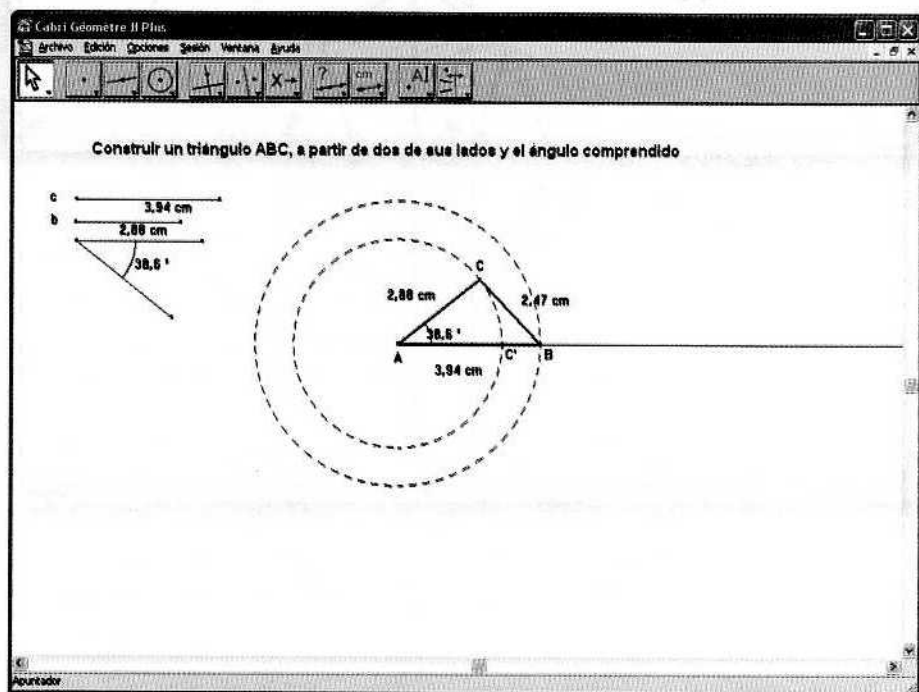 Cabri Géomètre II Plus
Archivo Edición Opciones Sesión Ventana Ayuda
X→ ? cm A
Construir un triángulo ABC, a partir de dos de sus lados y el ángulo comprendido
c
3,94 cm
b
2,88 cm
38,6 °
C
2,88 cm
2,47 cm
38,6 °
A
C'
B
3,94 cm
Apuntador